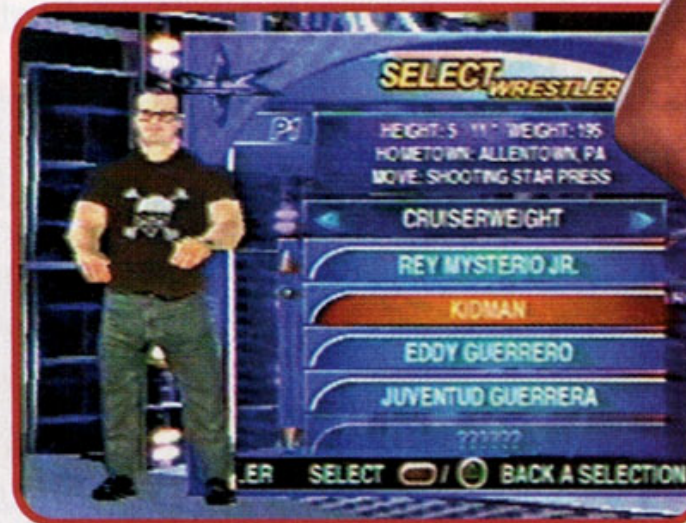 SELECT WRESTLER
P1
HEIGHT: 5' 11" WEIGHT: 195
HOMETOWN: ALLENTOWN, PA
MOVE: SHOOTING STAR PRESS
CRUISERWEIGHT
REY MYSTERIO JR.
KIDMAN
EDDY GUERRERO
JUVENTUD GUERRERA
??????
LER SELECT / BACK A SELECTION